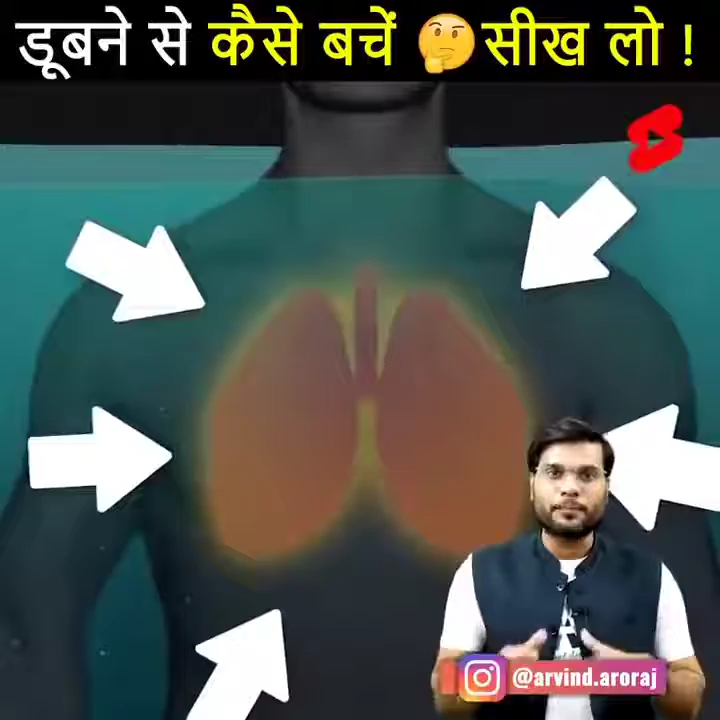 डूबने से कैसे बचें 🤔 सीख लो !
@arvind.aroraj